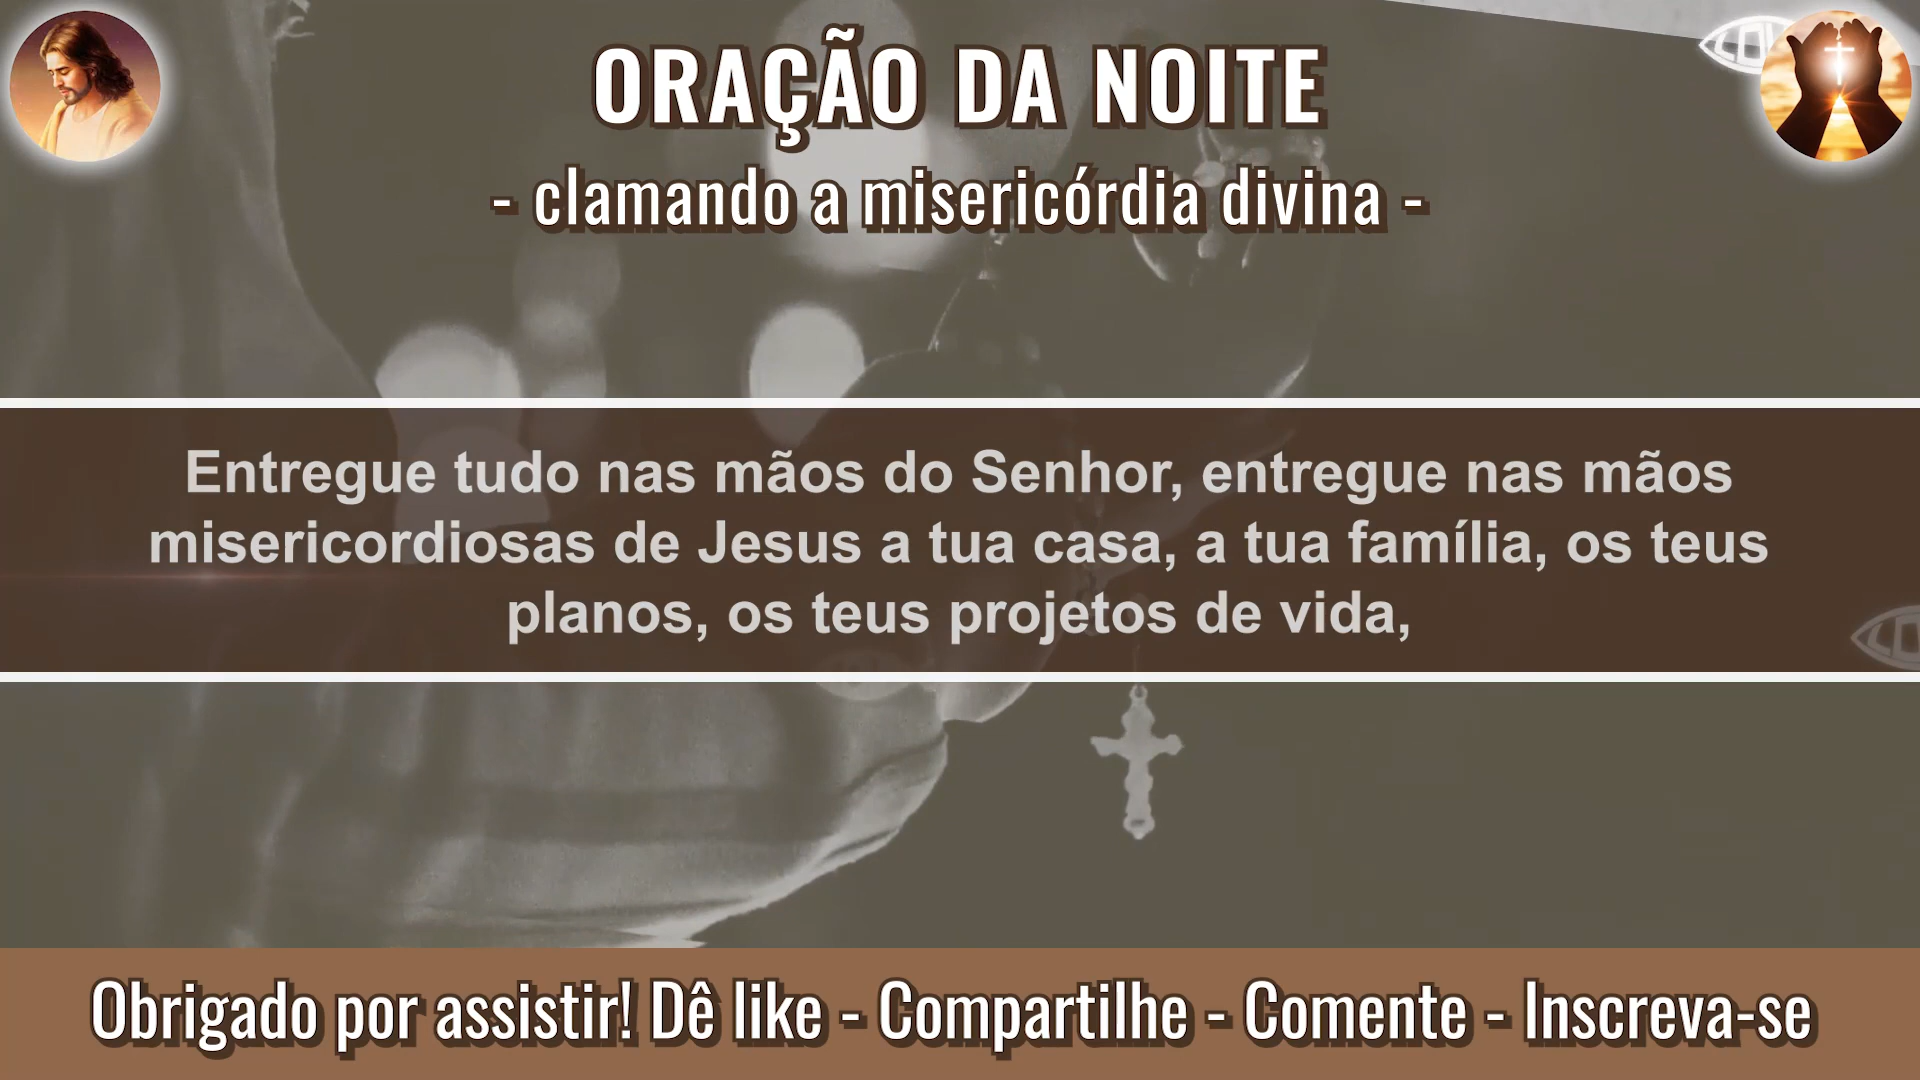 ORAÇÃO DA NOITE
- clamando a misericórdia divina -
Entregue tudo nas mãos do Senhor, entregue nas mãos
misericordiosas de Jesus a tua casa, a tua família, os teus
planos, os teus projetos de vida,
Obrigado por assistir! Dê like - Compartilhe - Comente - Inscreva-se